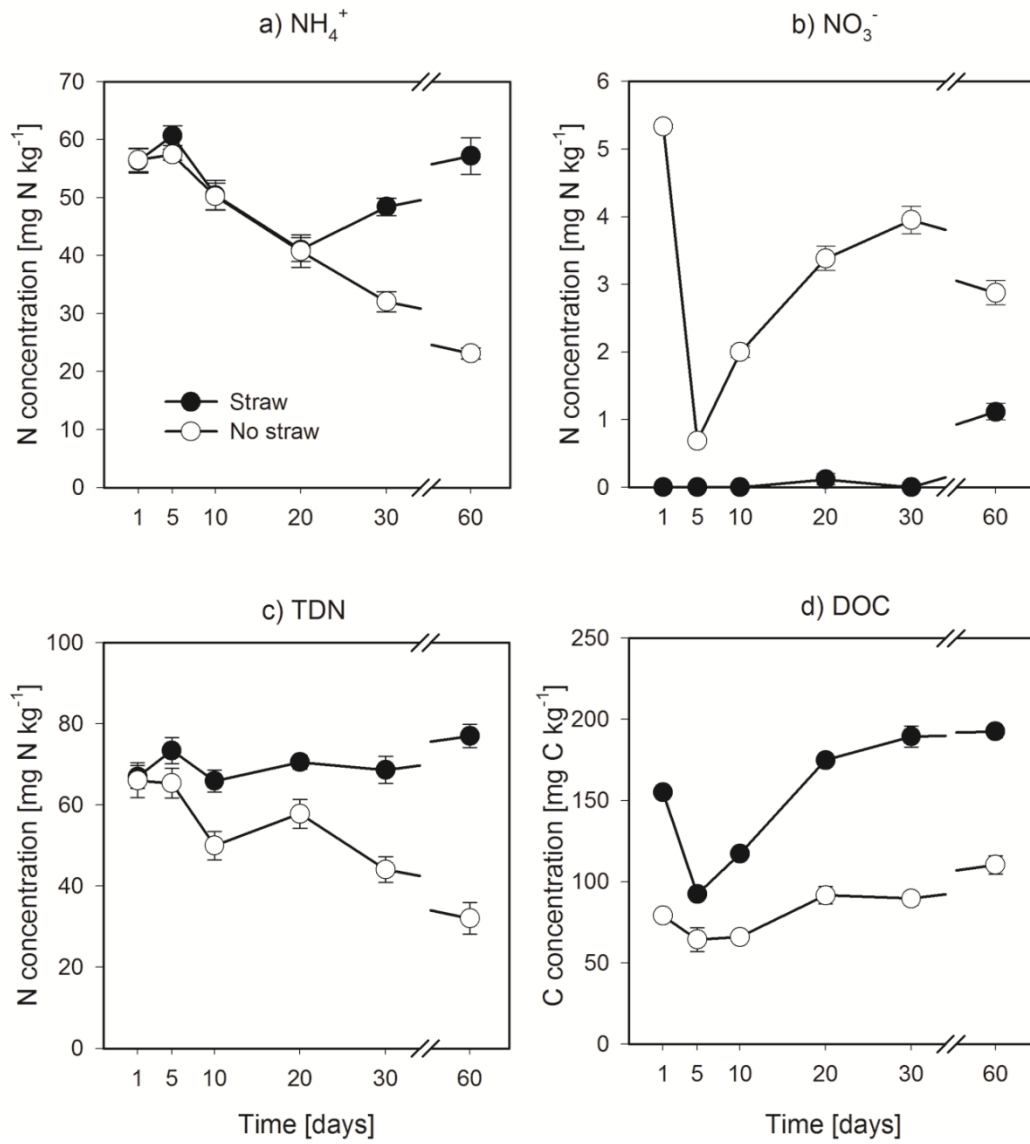 a) NH₄⁺
N concentration [mg N kg⁻¹]
70
60
50
40
30
20
10
0
Straw
No straw
1 5 10 20 30 60
b) NO₃⁻
N concentration [mg N kg⁻¹]
6
5
4
3
2
1
0
1 5 10 20 30 60
c) TDN
N concentration [mg N kg⁻¹]
100
80
60
40
20
0
1 5 10 20 30 60
Time [days]
d) DOC
C concentration [mg C kg⁻¹]
250
200
150
100
50
0
1 5 10 20 30 60
Time [days]